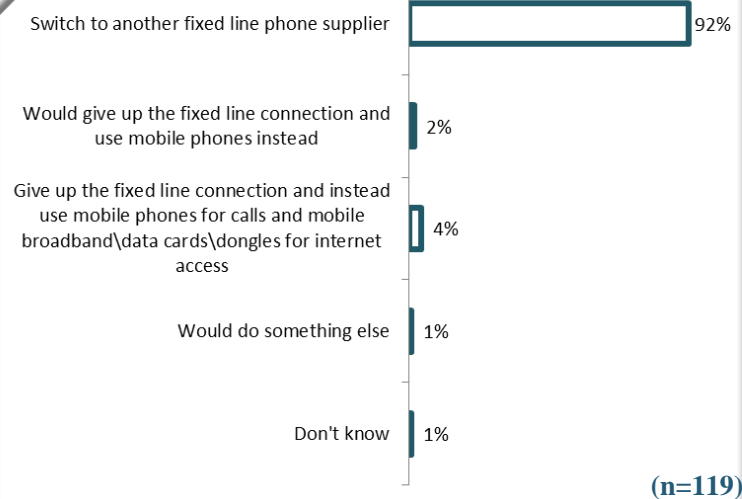 Switch to another fixed line phone supplier
92%
Would give up the fixed line connection and
use mobile phones instead
2%
Give up the fixed line connection and instead
use mobile phones for calls and mobile
broadband\data cards\dongles for internet
access
4%
Would do something else
1%
Don't know
1%
(n=119)